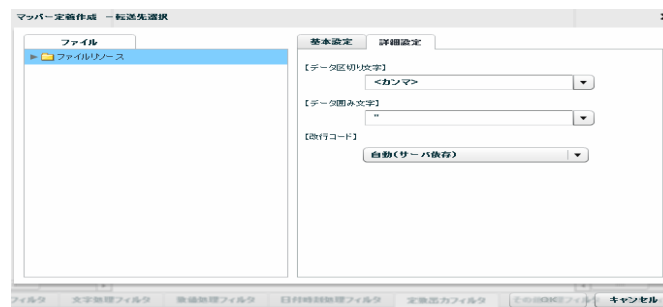 マッパー定義作成 －転送先選択
ファイル
ファイルリソース
基本設定 詳細設定
【データ区切り文字】
<カンマ>
【データ囲み文字】
"
【改行コード】
自動(サーバ依存)
フィルタ 文字処理フィルタ 数値処理フィルタ 日付時刻処理フィルタ 定数出力フィルタ
キャンセル